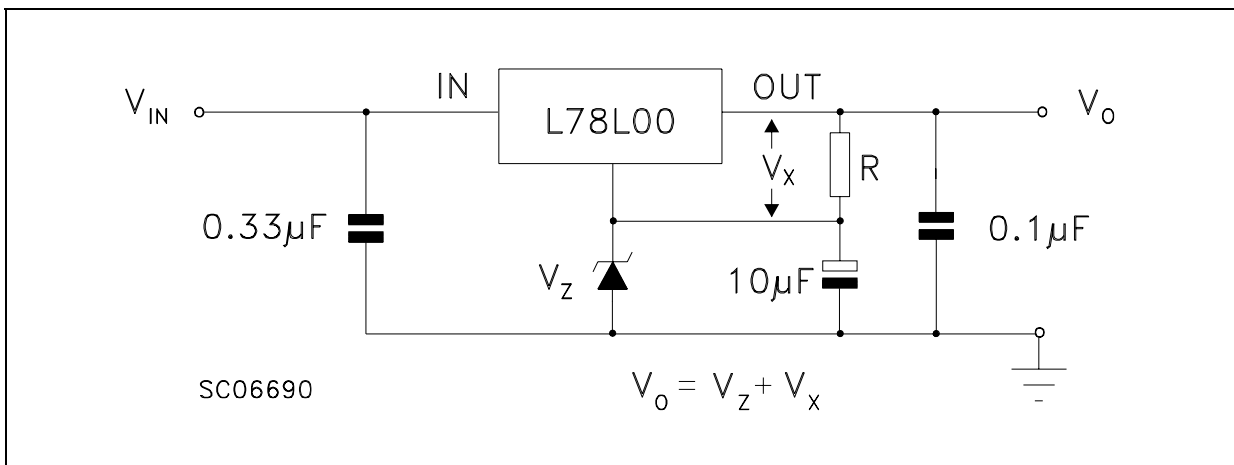 IN
OUT
V_IN
L78L00
V_O
V_X
R
0.33µF
0.1µF
V_Z
10µF
SC06690
V_O = V_Z + V_X